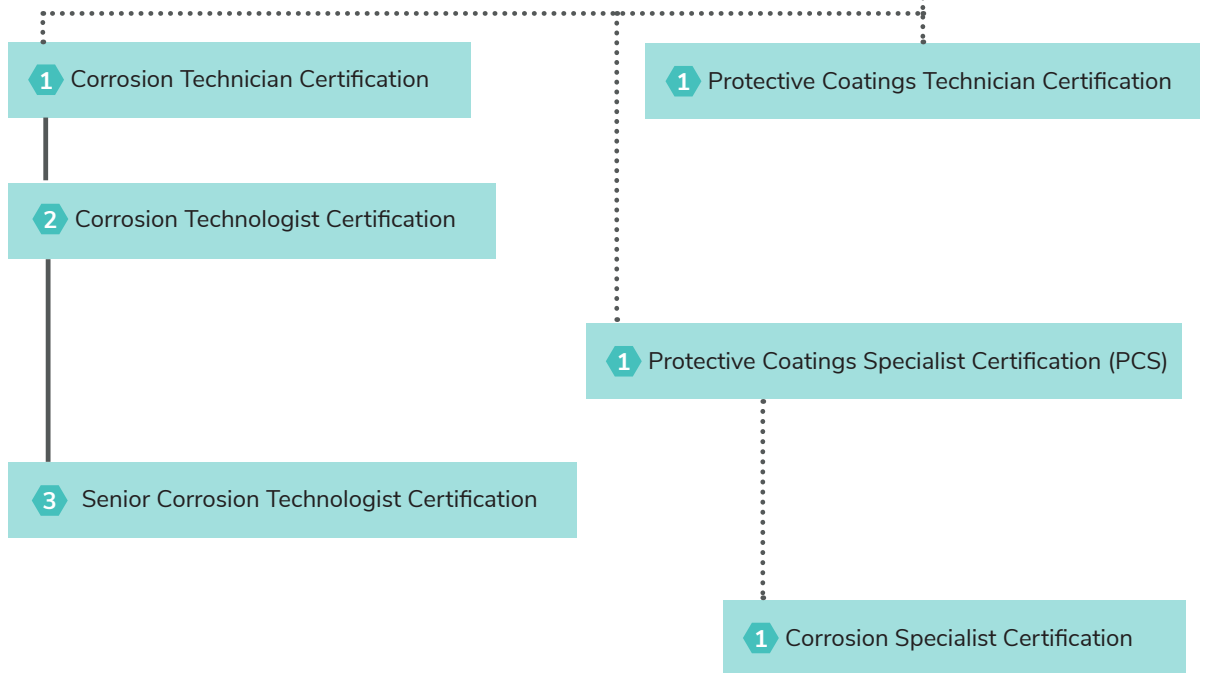 1 Corrosion Technician Certification
1 Protective Coatings Technician Certification
2 Corrosion Technologist Certification
1 Protective Coatings Specialist Certification (PCS)
3 Senior Corrosion Technologist Certification
1 Corrosion Specialist Certification